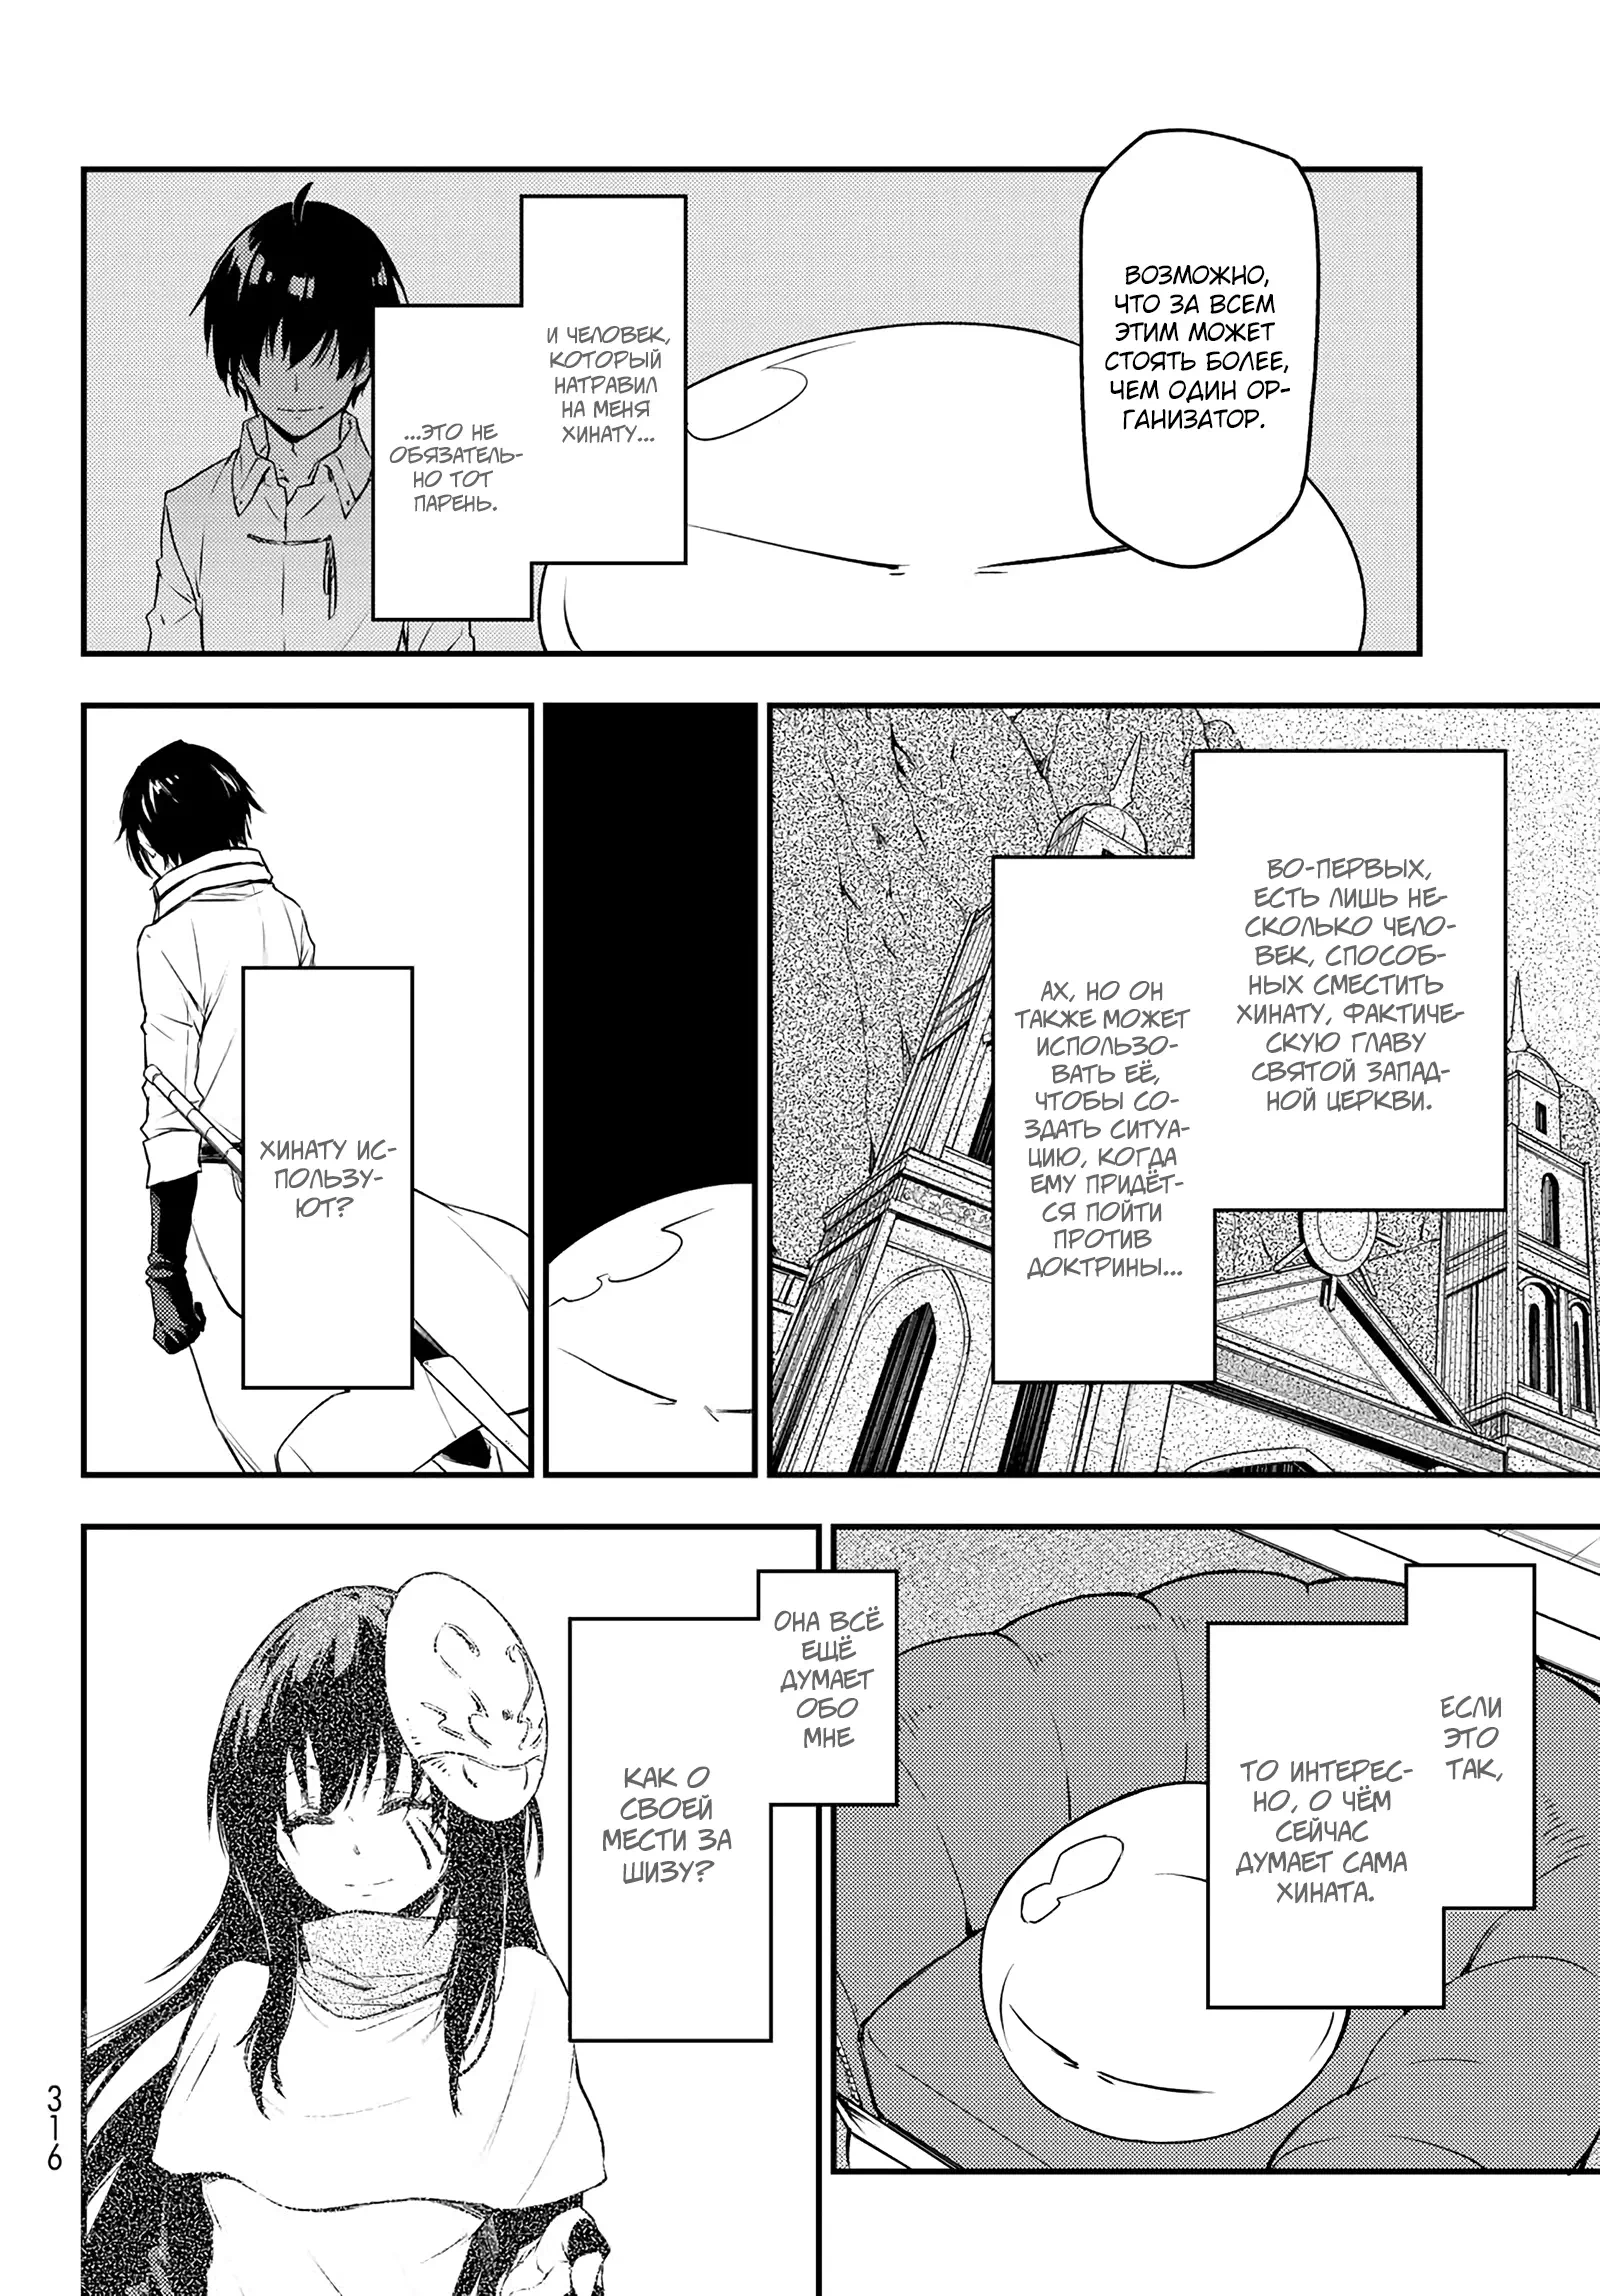 ВОЗМОЖНО,
ЧТО ЗА ВСЕМ
ЭТИМ МОЖЕТ
СТОЯТЬ БОЛЕЕ,
ЧЕМ ОДИН ОР-
ГАНИЗАТОР.
И ЧЕЛОВЕК,
КОТОРЫЙ
НАТРАВИЛ
НА МЕНЯ
ХИНАТУ...
...ЭТО НЕ
ОБЯЗАТЕЛЬ-
НО ТОТ
ПАРЕНЬ.
ВО-ПЕРВЫХ,
ЕСТЬ ЛИШЬ НЕ-
СКОЛЬКО ЧЕЛО-
ВЕК, СПОСОБ-
НЫХ СМЕСТИТЬ
ХИНАТУ, ФАКТИЧЕ-
СКУЮ ГЛАВУ
СВЯТОЙ ЗАПАД-
НОЙ ЦЕРКВИ.
АХ, НО ОН
ТАКЖЕ МОЖЕТ
ИСПОЛЬЗО-
ВАТЬ ЕЁ,
ЧТОБЫ СО-
ЗДАТЬ СИТУА-
ЦИЮ, КОГДА
ЕМУ ПРИДЁТ-
СЯ ПОЙТИ
ПРОТИВ
ДОКТРИНЫ...
ХИНАТУ ИС-
ПОЛЬЗУ-
ЮТ?
ЕСЛИ
ЭТО
ТАК,
ТО ИНТЕРЕС-
НО, О ЧЁМ
СЕЙЧАС
ДУМАЕТ САМА
ХИНАТА.
ОНА ВСЁ
ЕЩЁ
ДУМАЕТ
ОБО
МНЕ
КАК О
СВОЕЙ
МЕСТИ ЗА
ШИЗУ?
316